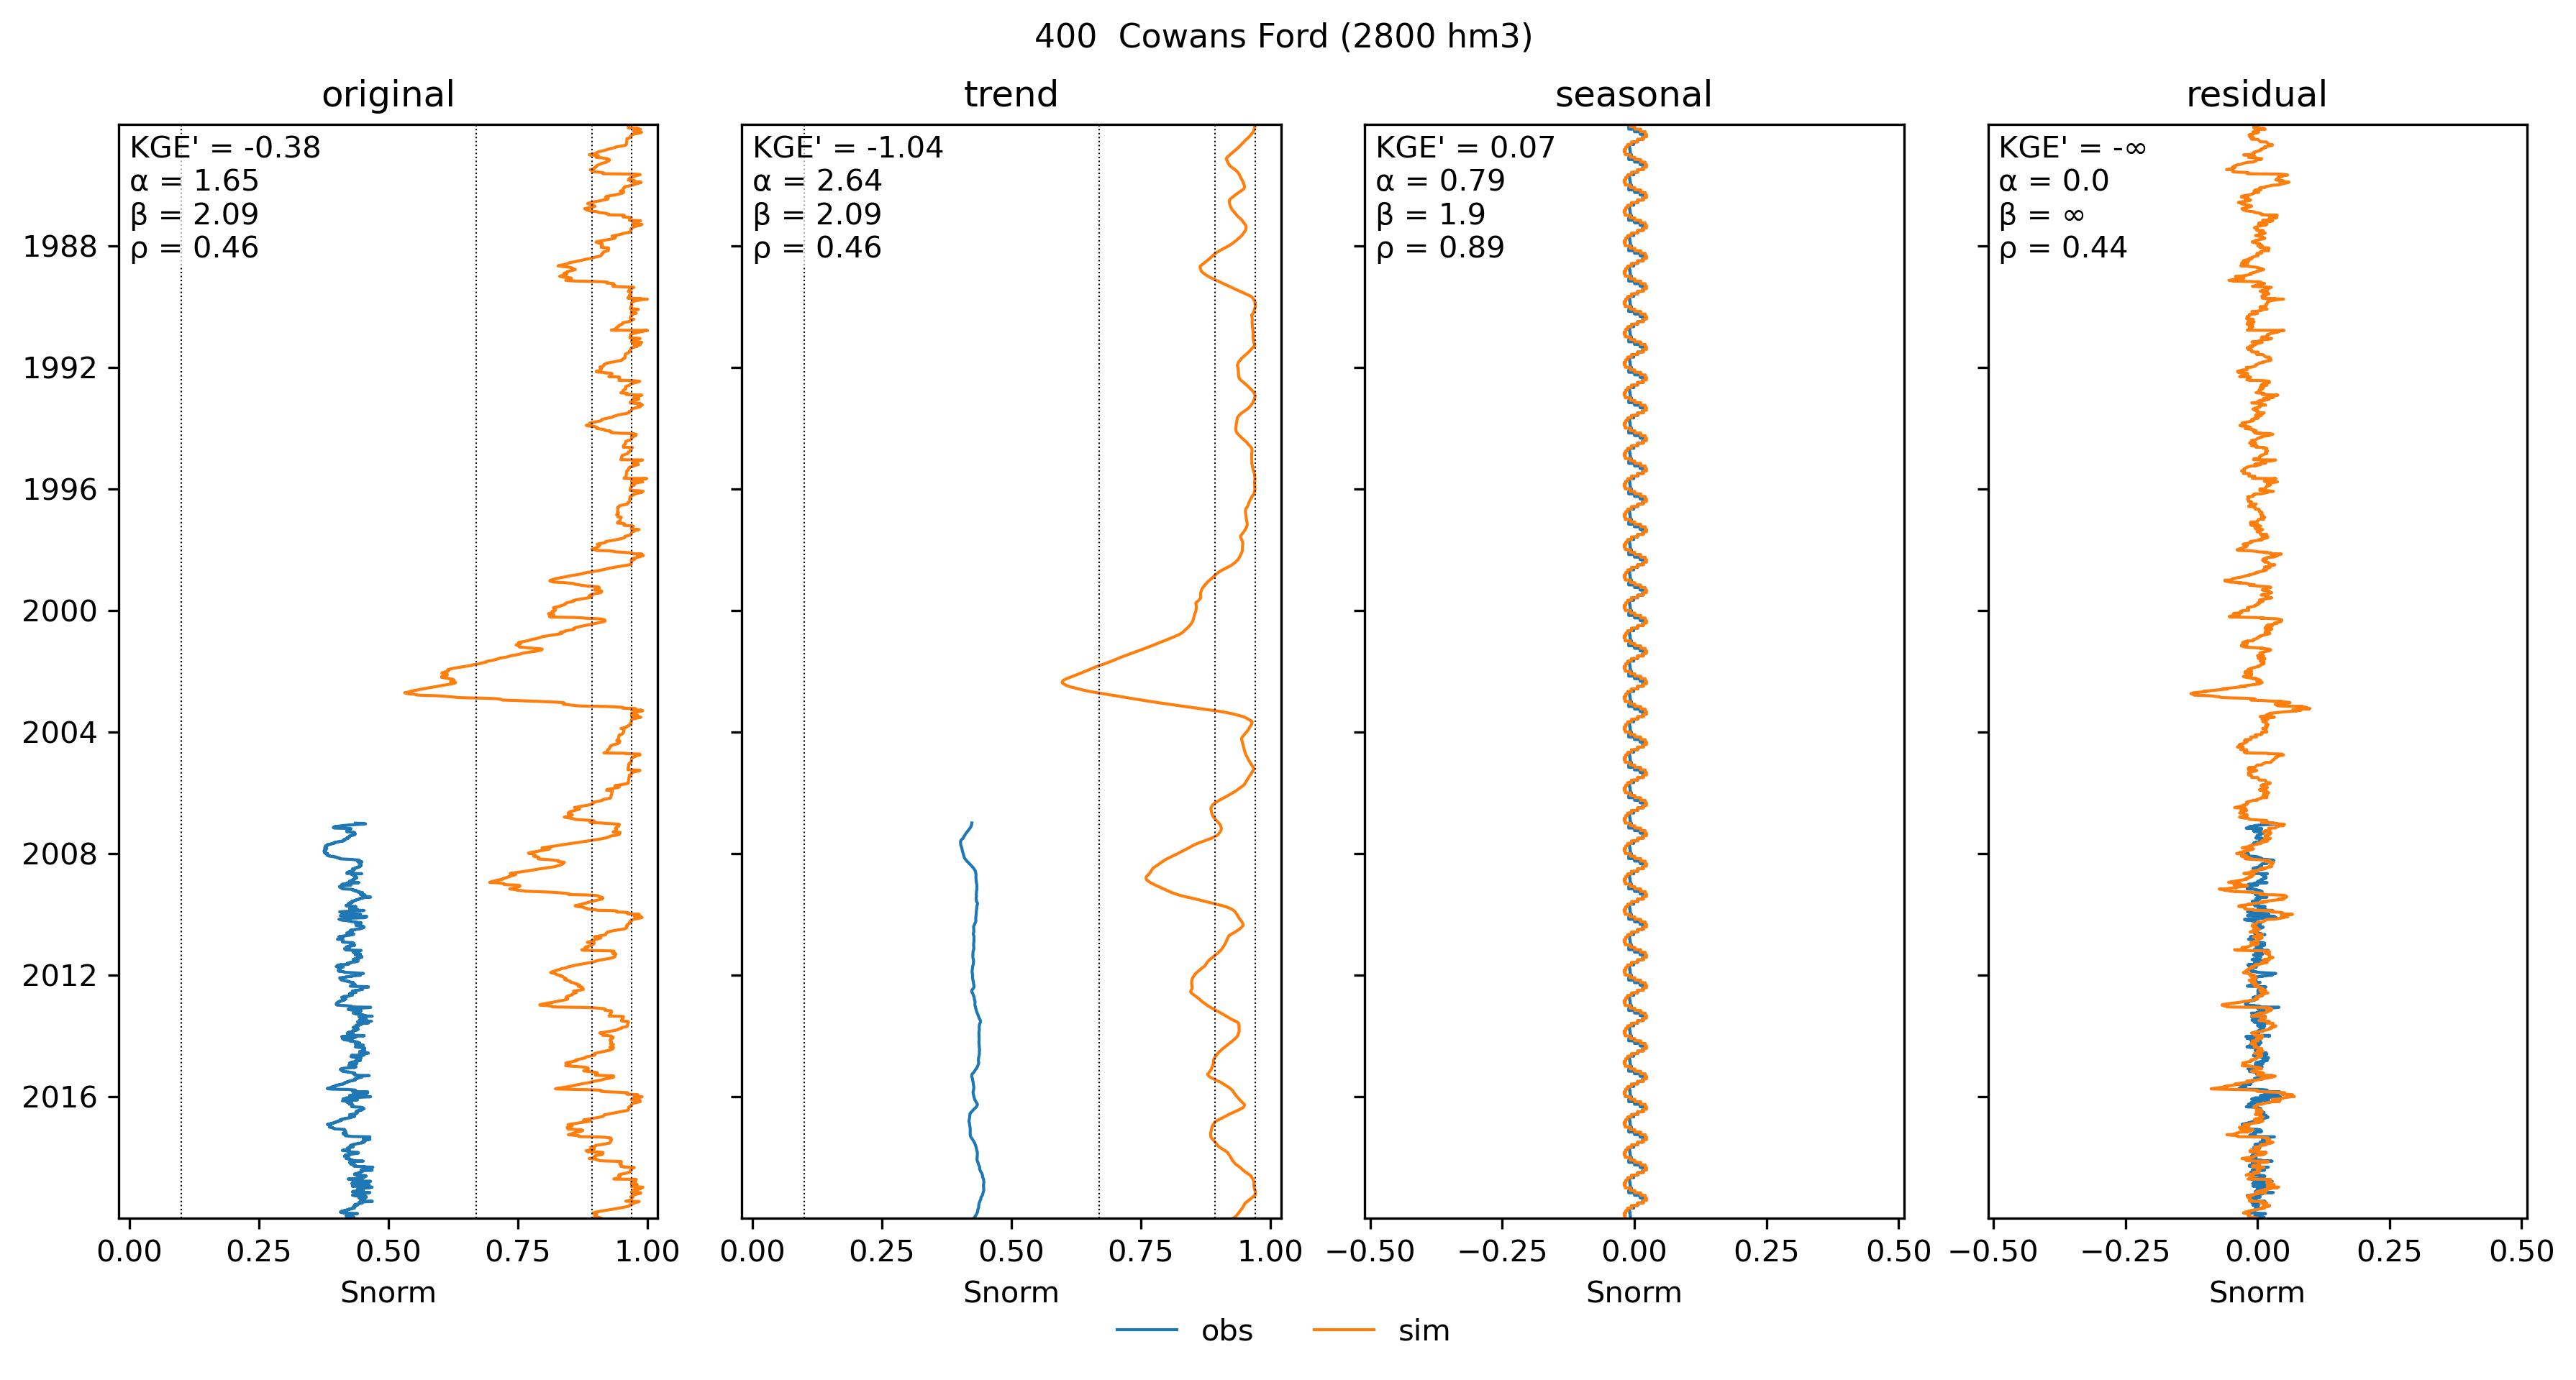 400  Cowans Ford (2800 hm3)
original
trend
seasonal
residual
KGE' = -0.38
α = 1.65
β = 2.09
ρ = 0.46
KGE' = -1.04
α = 2.64
β = 2.09
ρ = 0.46
KGE' = 0.07
α = 0.79
β = 1.9
ρ = 0.89
KGE' = -∞
α = 0.0
β = ∞
ρ = 0.44
1988
1992
1996
2000
2004
2008
2012
2016
0.00 0.25 0.50 0.75 1.00
0.00 0.25 0.50 0.75 1.00
−0.50 −0.25 0.00 0.25 0.50
−0.50 −0.25 0.00 0.25 0.50
Snorm
Snorm
Snorm
Snorm
obs
sim